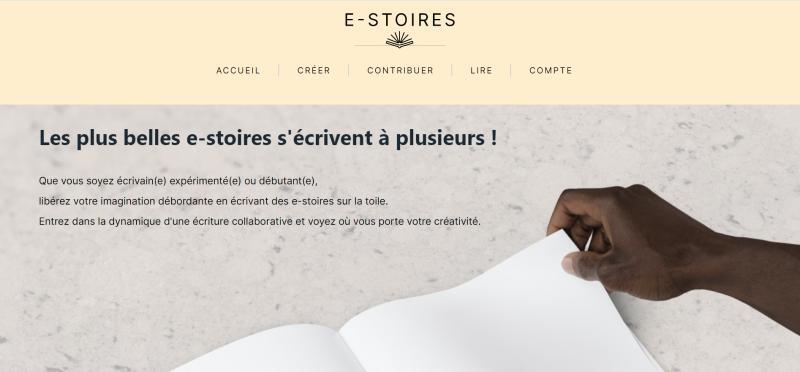 E-STOIRES
ACCUEIL CRÉER CONTRIBUER LIRE COMPTE
Les plus belles e-stoires s'écrivent à plusieurs !
Que vous soyez écrivain(e) expérimenté(e) ou débutant(e),
libérez votre imagination débordante en écrivant des e-stoires sur la toile.
Entrez dans la dynamique d'une écriture collaborative et voyez où vous porte votre créativité.